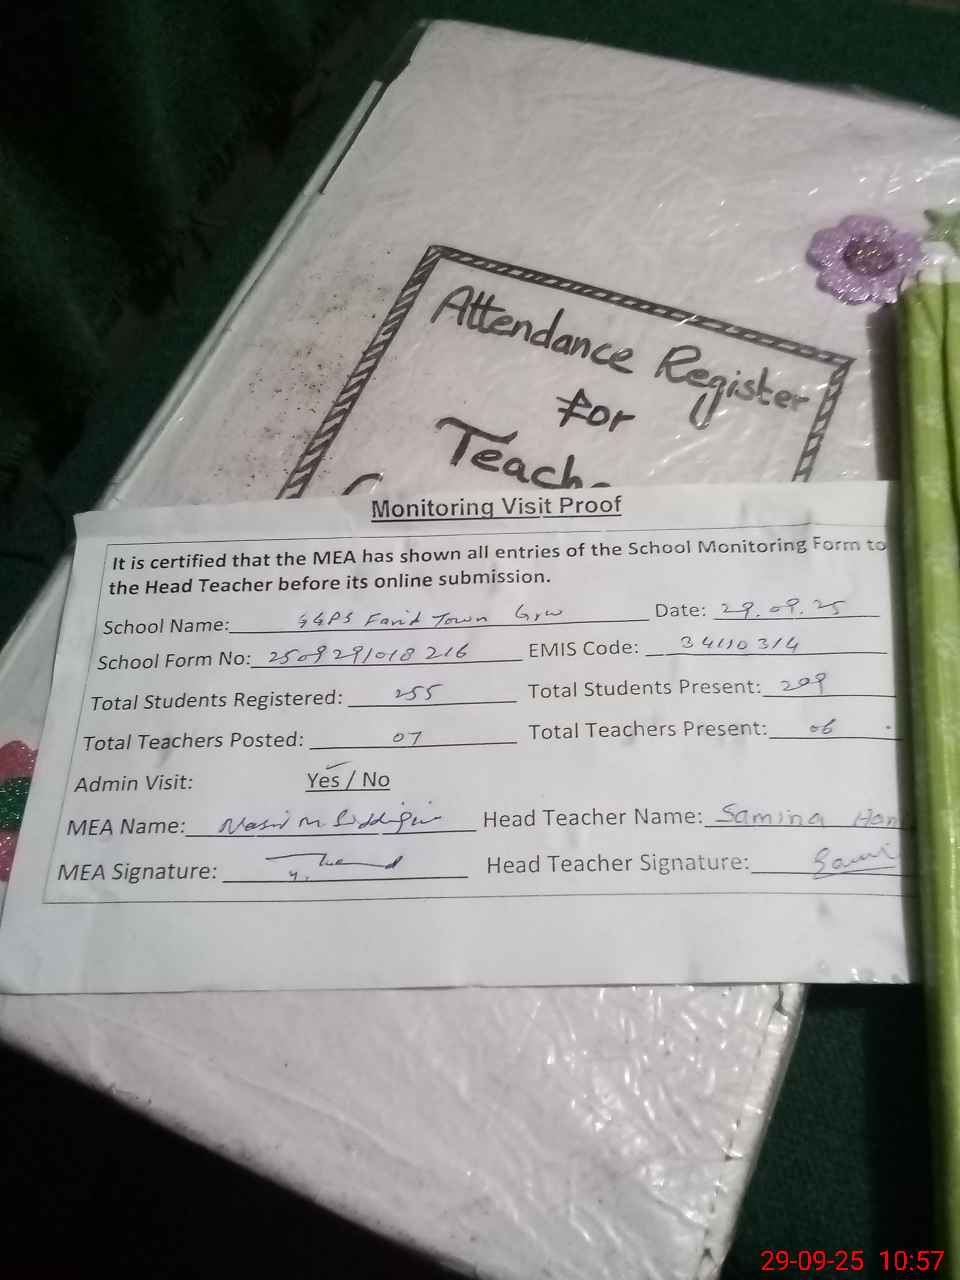 Attendance Register
For
Teach
Monitoring Visit Proof
It is certified that the MEA has shown all entries of the School Monitoring Form to
the Head Teacher before its online submission.
School Name: GGPS Farid Town Grw Date: 29.09.25
School Form No: 2509291018216 EMIS Code: 34110314
Total Students Registered: 255 Total Students Present: 209
Total Teachers Posted: 07 Total Teachers Present: 06
Admin Visit: Yes / No
MEA Name: Head Teacher Name: Samina
MEA Signature: Head Teacher Signature:
29-09-25 10:57